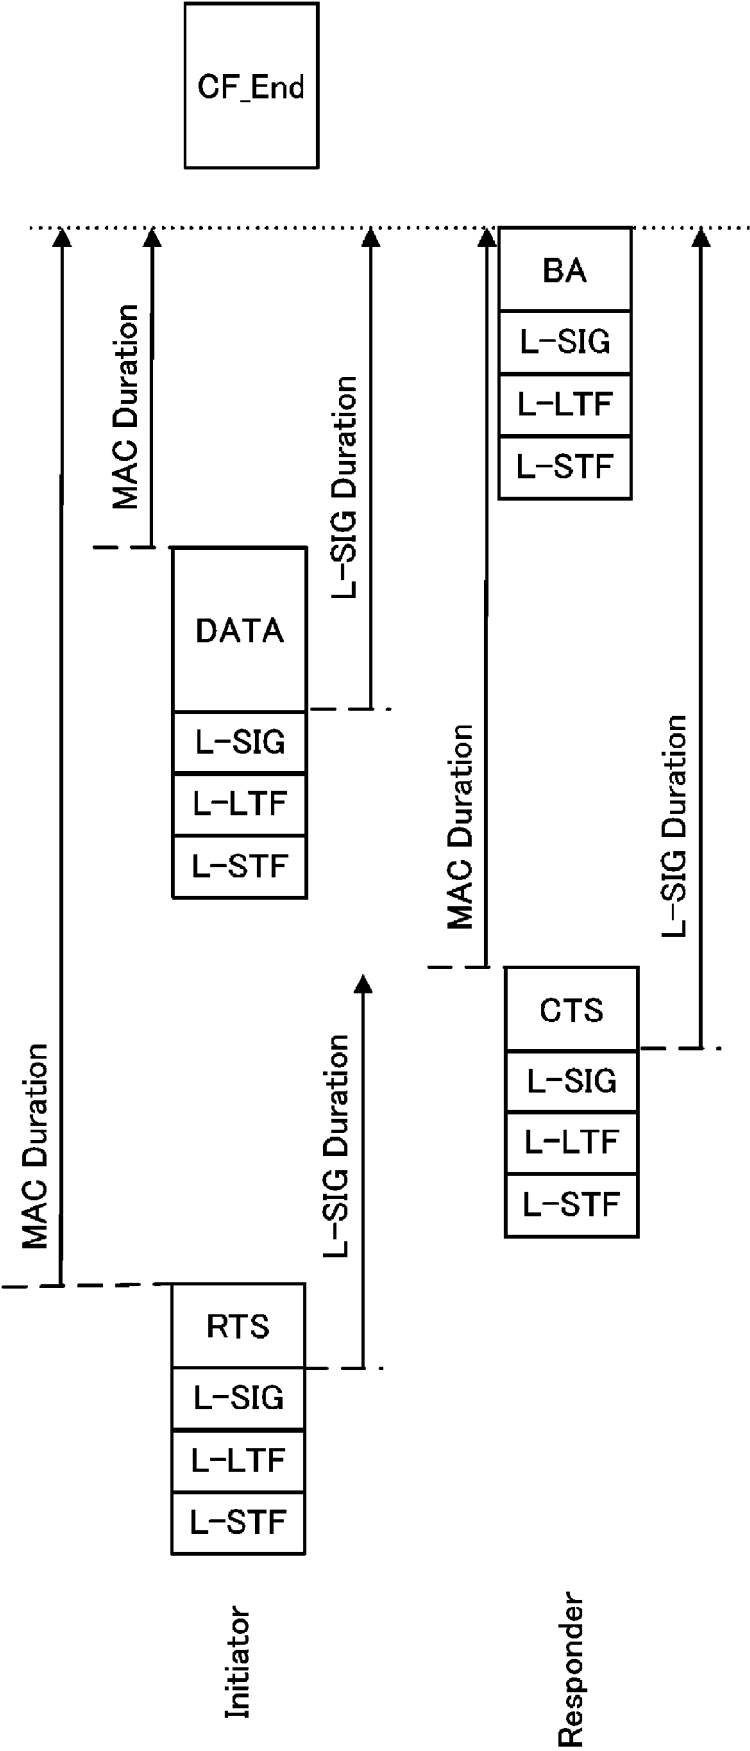 CF_End
MAC Duration
MAC Duration
L-SIG Duration
DATA
L-SIG
L-LTF
L-STF
L-SIG Duration
RTS
L-SIG
L-LTF
L-STF
Initiator
BA
L-SIG
L-LTF
L-STF
MAC Duration
L-SIG Duration
CTS
L-SIG
L-LTF
L-STF
Responder